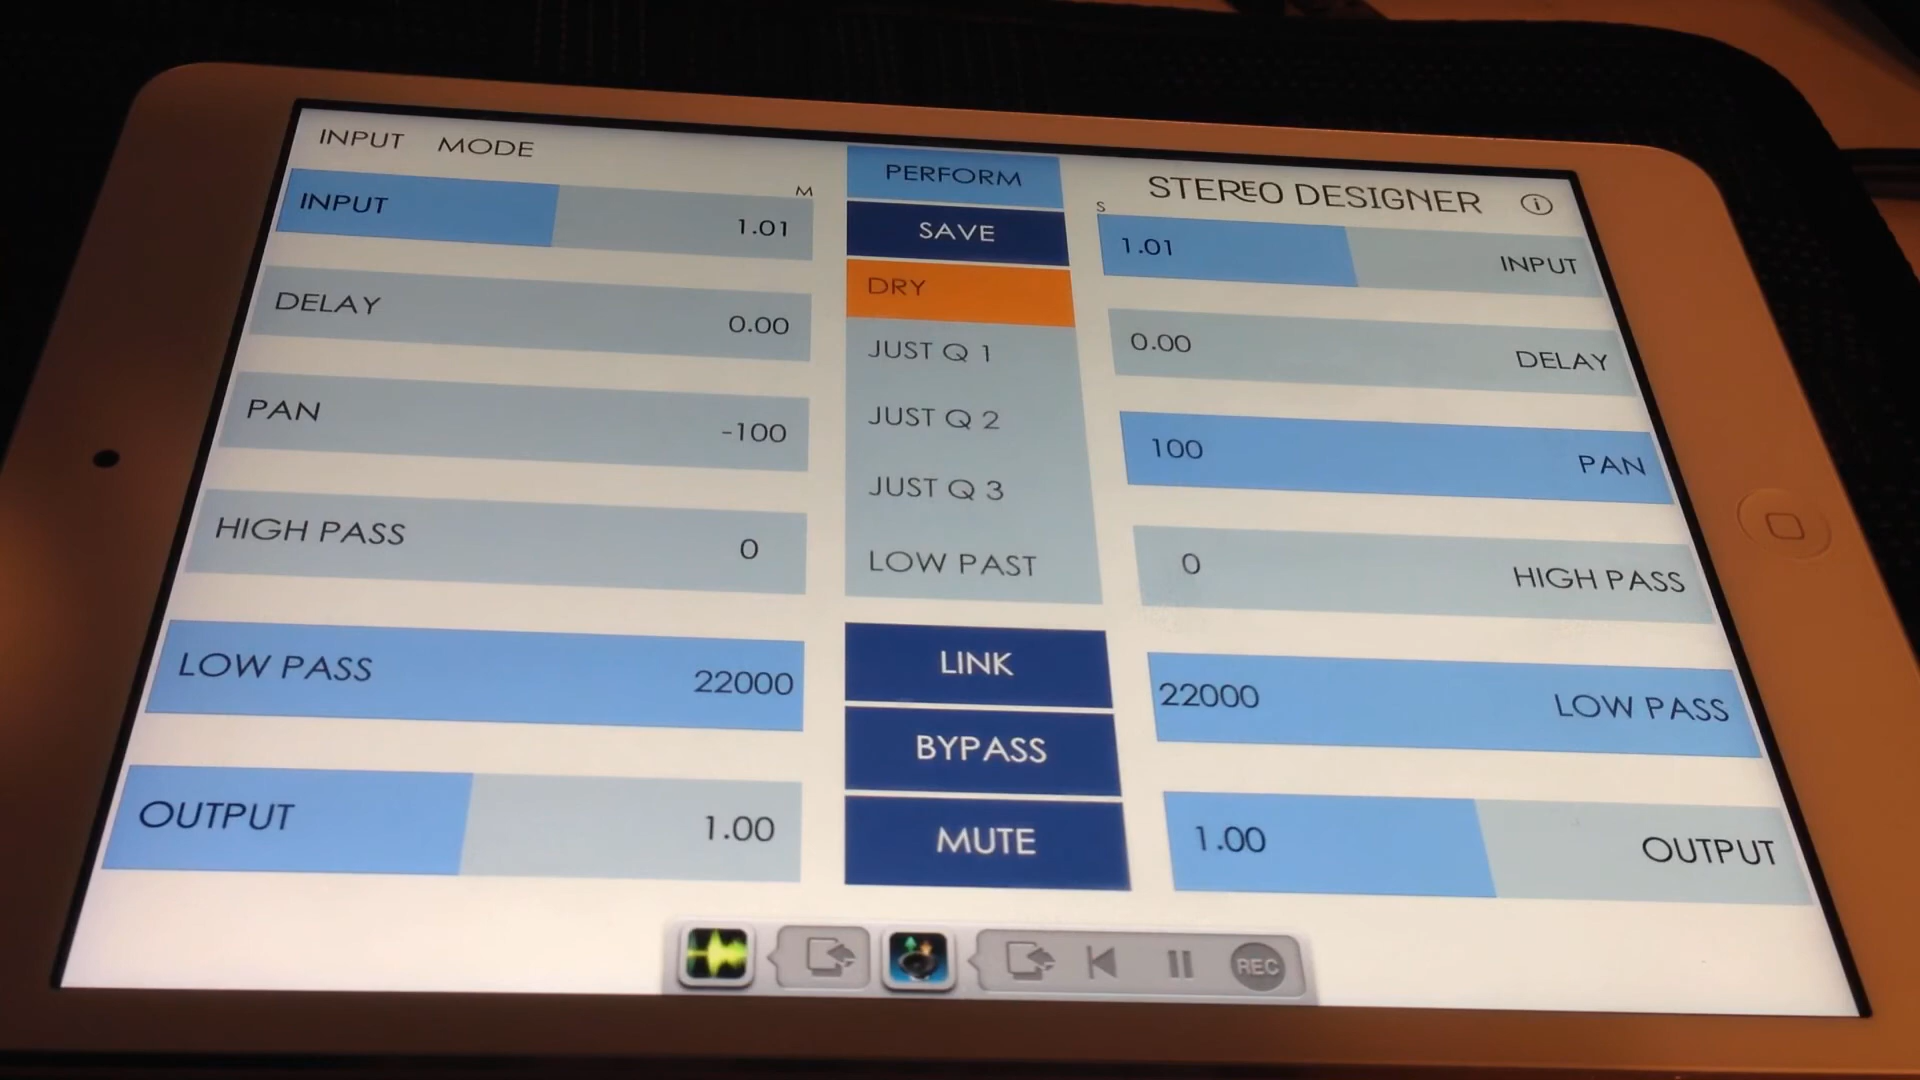 INPUT MODE
M
INPUT 1.01
DELAY 0.00
PAN -100
HIGH PASS 0
LOW PASS 22000
OUTPUT 1.00
PERFORM
SAVE
DRY
JUST Q 1
JUST Q 2
JUST Q 3
LOW PAST
LINK
BYPASS
MUTE
STEREO DESIGNER i
S
1.01 INPUT
0.00 DELAY
100 PAN
0 HIGH PASS
22000 LOW PASS
1.00 OUTPUT
REC